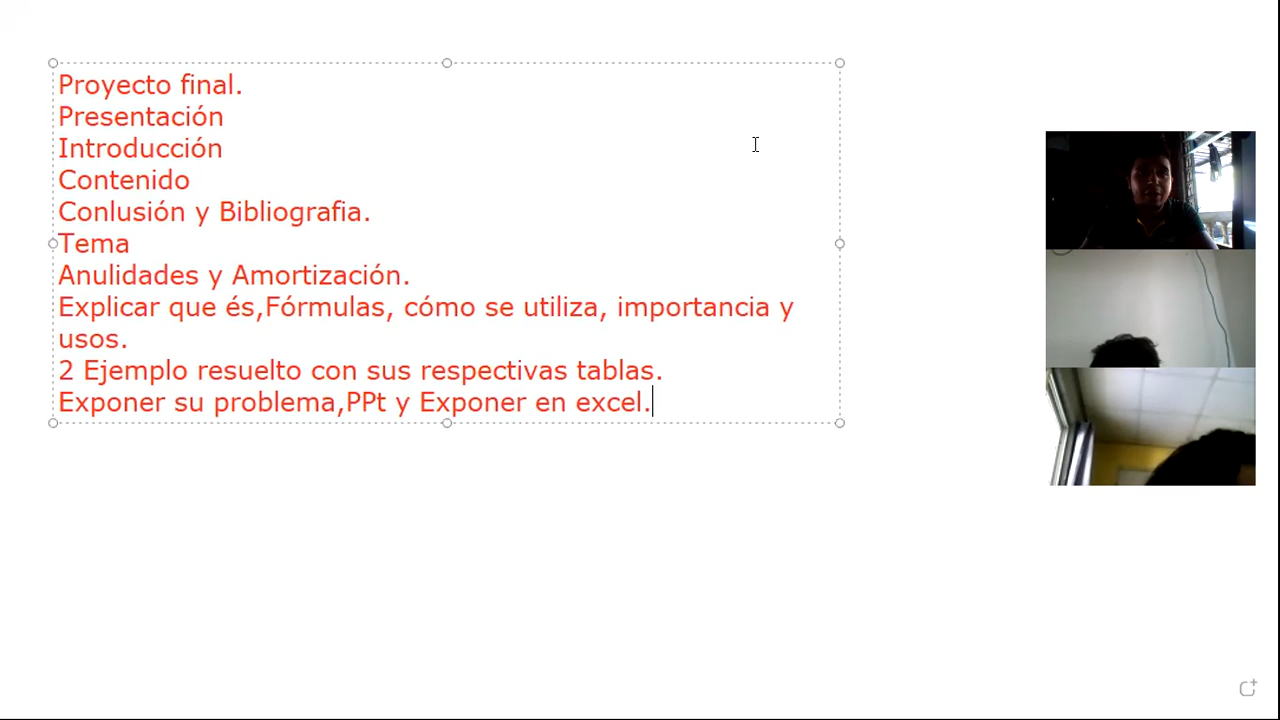 Proyecto final.
Presentación
Introducción
Contenido
Conlusión y Bibliografia.
Tema
Anulidades y Amortización.
Explicar que és,Fórmulas, cómo se utiliza, importancia y
usos.
2 Ejemplo resuelto con sus respectivas tablas.
Exponer su problema,PPt y Exponer en excel.